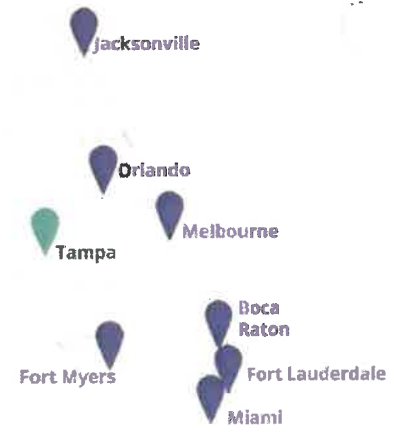 Jacksonville
Orlando
Melbourne
Tampa
Boca
Raton
Fort Myers
Fort Lauderdale
Miami